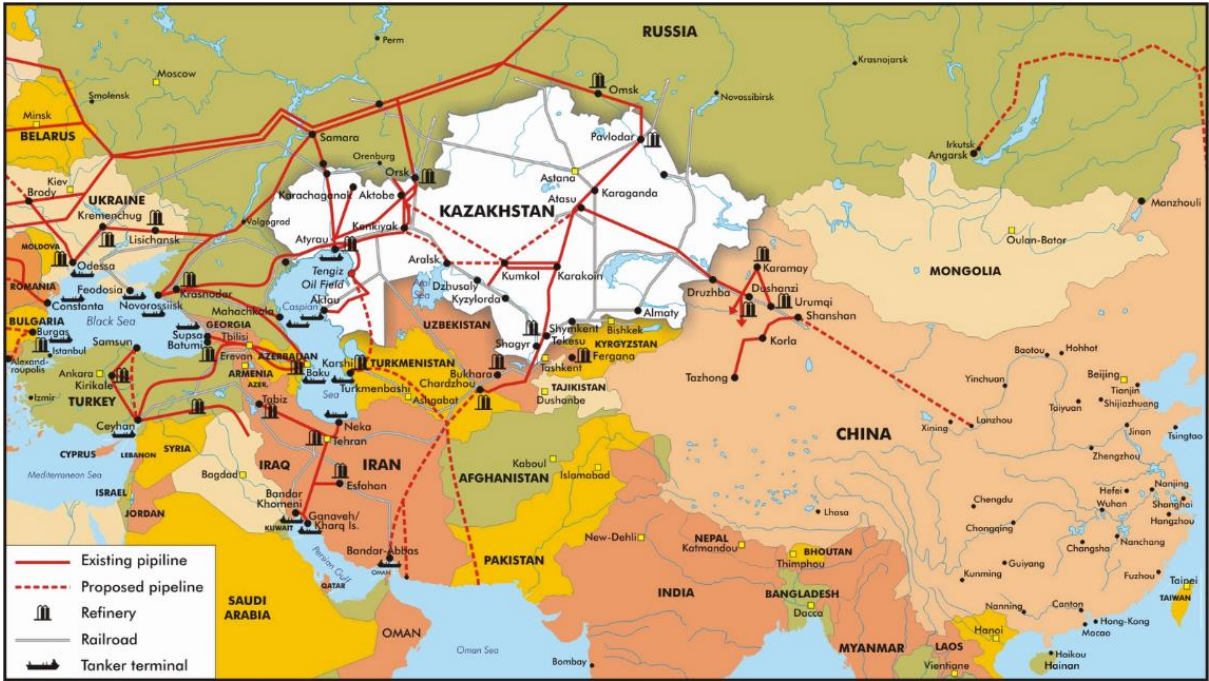 RUSSIA
Perm
Krasnojarsk
Moscow
Omsk
Novossibirsk
Smolensk
Minsk
BELARUS
Samara
Pavlodar
Irkutsk
Angarsk
Orenburg
Orsk
Astana
Kiev
Brody
UKRAINE
Kremenchug
Karachaganak
Aktobe
Karaganda
Atasu
Manzhouli
KAZAKHSTAN
Volgograd
Lisichansk
Kenkiyak
Oulan-Bator
MOLDOVA
Atyrau
Odessa
Aralsk
Kumkol
Karakoin
Karamay
MONGOLIA
Tengiz
Oil Field
ROMANIA
Feodosia
Krasnodar
Dzhusaly
Aral
Sea
Druzhba
Dushanzi
Urumqi
Constanta
Novorossiisk
Aktau
Kyzylorda
Shanshan
Makhachkala
Caspian
Sea
Almaty
BULGARIA
Black Sea
GEORGIA
UZBEKISTAN
Shymkent
Bishkek
Burgas
Supsa
Tbilisi
Tekesu
Korla
Samsun
Batumi
Shagyr
KYRGYZSTAN
Baotou
Hohhot
Istanbul
Erevan
AZERBADAN
Karshi
TURKMENISTAN
Tashkent
Fergana
Alexand-
roupolis
Ankara
ARMENIA
Baku
Bukhara
Tazhong
Beijing
Kirikale
AZER.
Turkmenbashi
Chardzhou
TAJIKISTAN
Yinchuan
Tianjin
Izmir
TURKEY
Tabiz
Ashgabat
Dushanbe
Taiyuan
Shijiazhuang
Ceyhan
Neka
Xining
Lanzhou
Jinan
Tsingtao
Tehran
CHINA
CYPRUS
SYRIA
Zhengzhou
LEBANON
Kaboul
Islamabad
Mediterranean Sea
Bagdad
IRAQ
IRAN
AFGHANISTAN
Esfahan
Nanjing
ISRAEL
Bandar
Khomeni
Chengdu
Hefei
Wuhan
Shanghai
JORDAN
KUWAIT
Ganaveh/
Kharq Is.
Lhasa
Hangzhou
Chongqing
New-Dehli
NEPAL
Katmandou
Changsha
Nanchang
Bandar-Abbas
PAKISTAN
BHOUTAN
Thimphou
Guiyang
Persian Gulf
OMAN
Kunming
Fuzhou
Taipei
QATAR
INDIA
BANGLADESH
Dacca
TAIWAN
SAUDI
ARABIA
Nanning
Canton
Hong-Kong
Macao
OMAN
Hanoi
MYANMAR
LAOS
Oman Sea
Haikou
Hainan
Bombay
Vientiane
Existing pipiline
Proposed pipeline
Refinery
Railroad
Tanker terminal